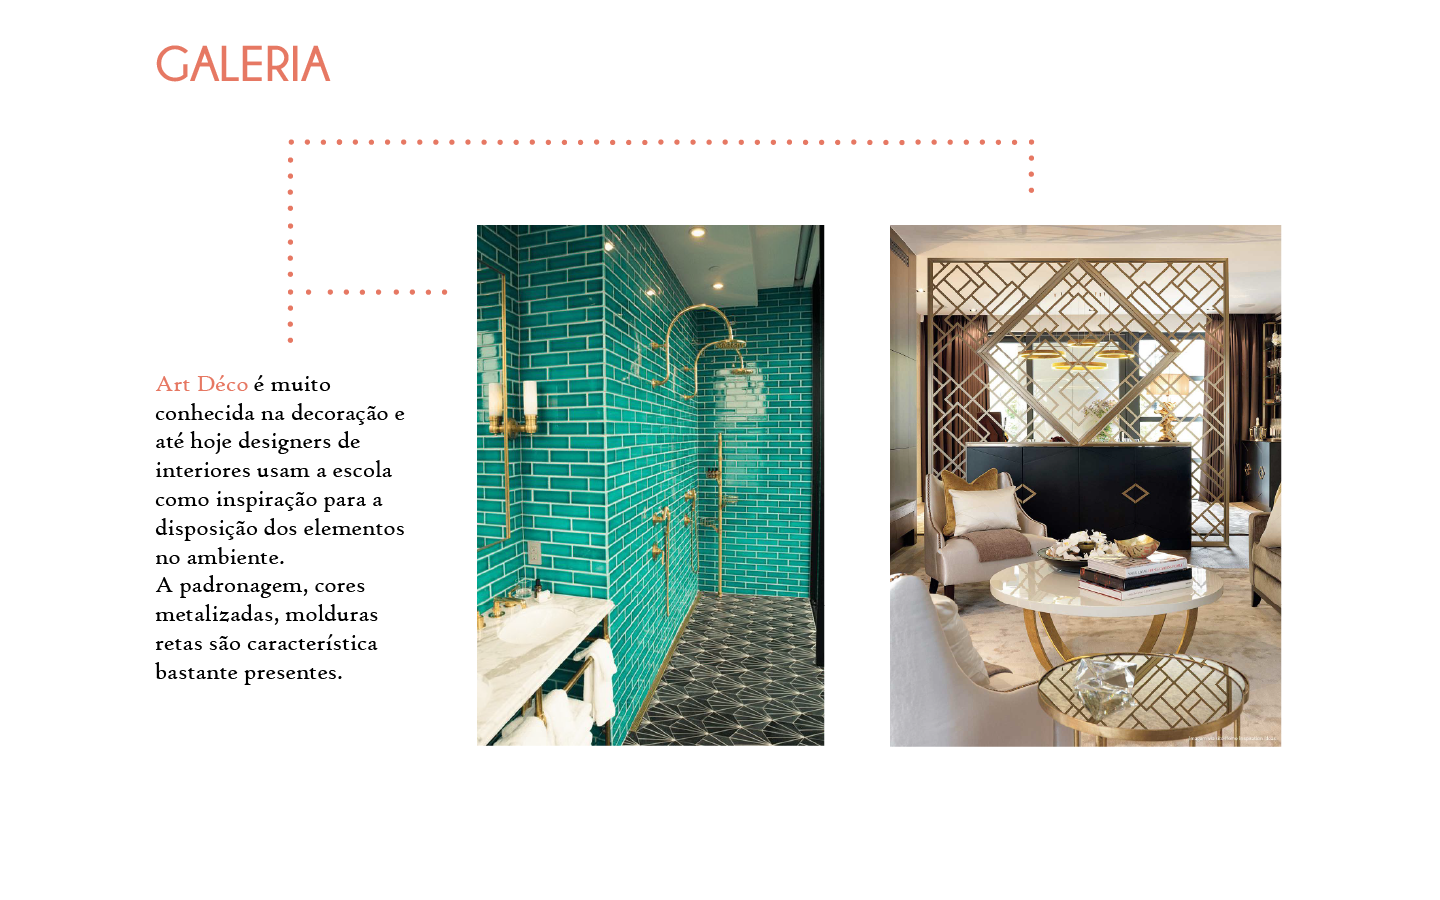 GALERIA
Art Déco é muito
conhecida na decoração e
até hoje designers de
interiores usam a escola
como inspiração para a
disposição dos elementos
no ambiente.
A padronagem, cores
metalizadas, molduras
retas são característica
bastante presentes.